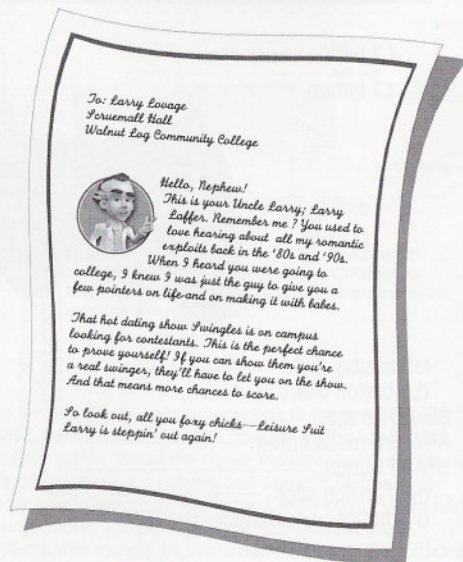 To: Larry Lovage
Scruemall Hall
Walnut Log Community College
Hello, Nephew!
This is your Uncle Larry; Larry
Laffer. Remember me? You used to
love hearing about all my romantic
exploits back in the '80s and '90s.
When I heard you were going to
college, I knew I was just the guy to give you a
few pointers on life-and on making it with babes.
That hot dating show Swingles is on campus
looking for contestants. This is the perfect chance
to prove yourself! If you can show them you're
a real swinger, they'll have to let you on the show.
And that means more chances to score.
So look out, all you foxy chicks—Leisure Suit
Larry is steppin' out again!